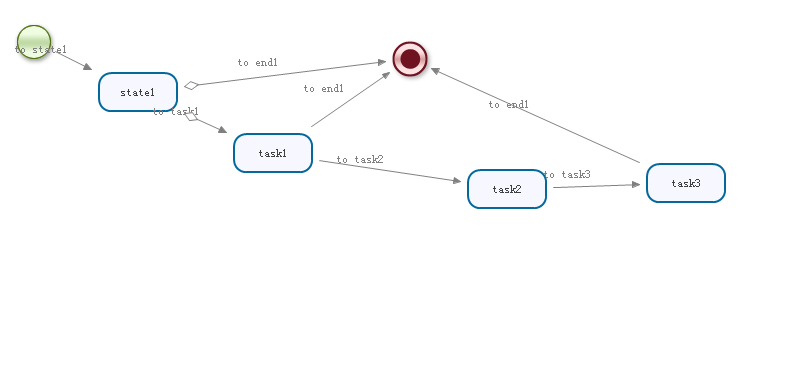 to state1
to end1
state1
to end1
to end1
to task1
task1
to task2
to task3
task2
task3